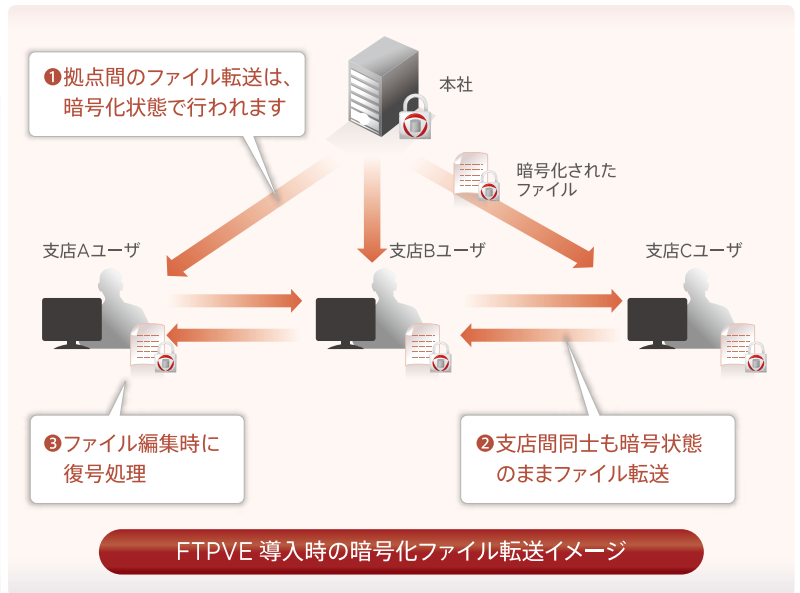 ❶拠点間のファイル転送は、
暗号化状態で行われます
本社
暗号化された
ファイル
支店Aユーザ
支店Bユーザ
支店Cユーザ
❸ファイル編集時に
復号処理
❷支店間同士も暗号状態
のままファイル転送
FTPVE 導入時の暗号化ファイル転送イメージ